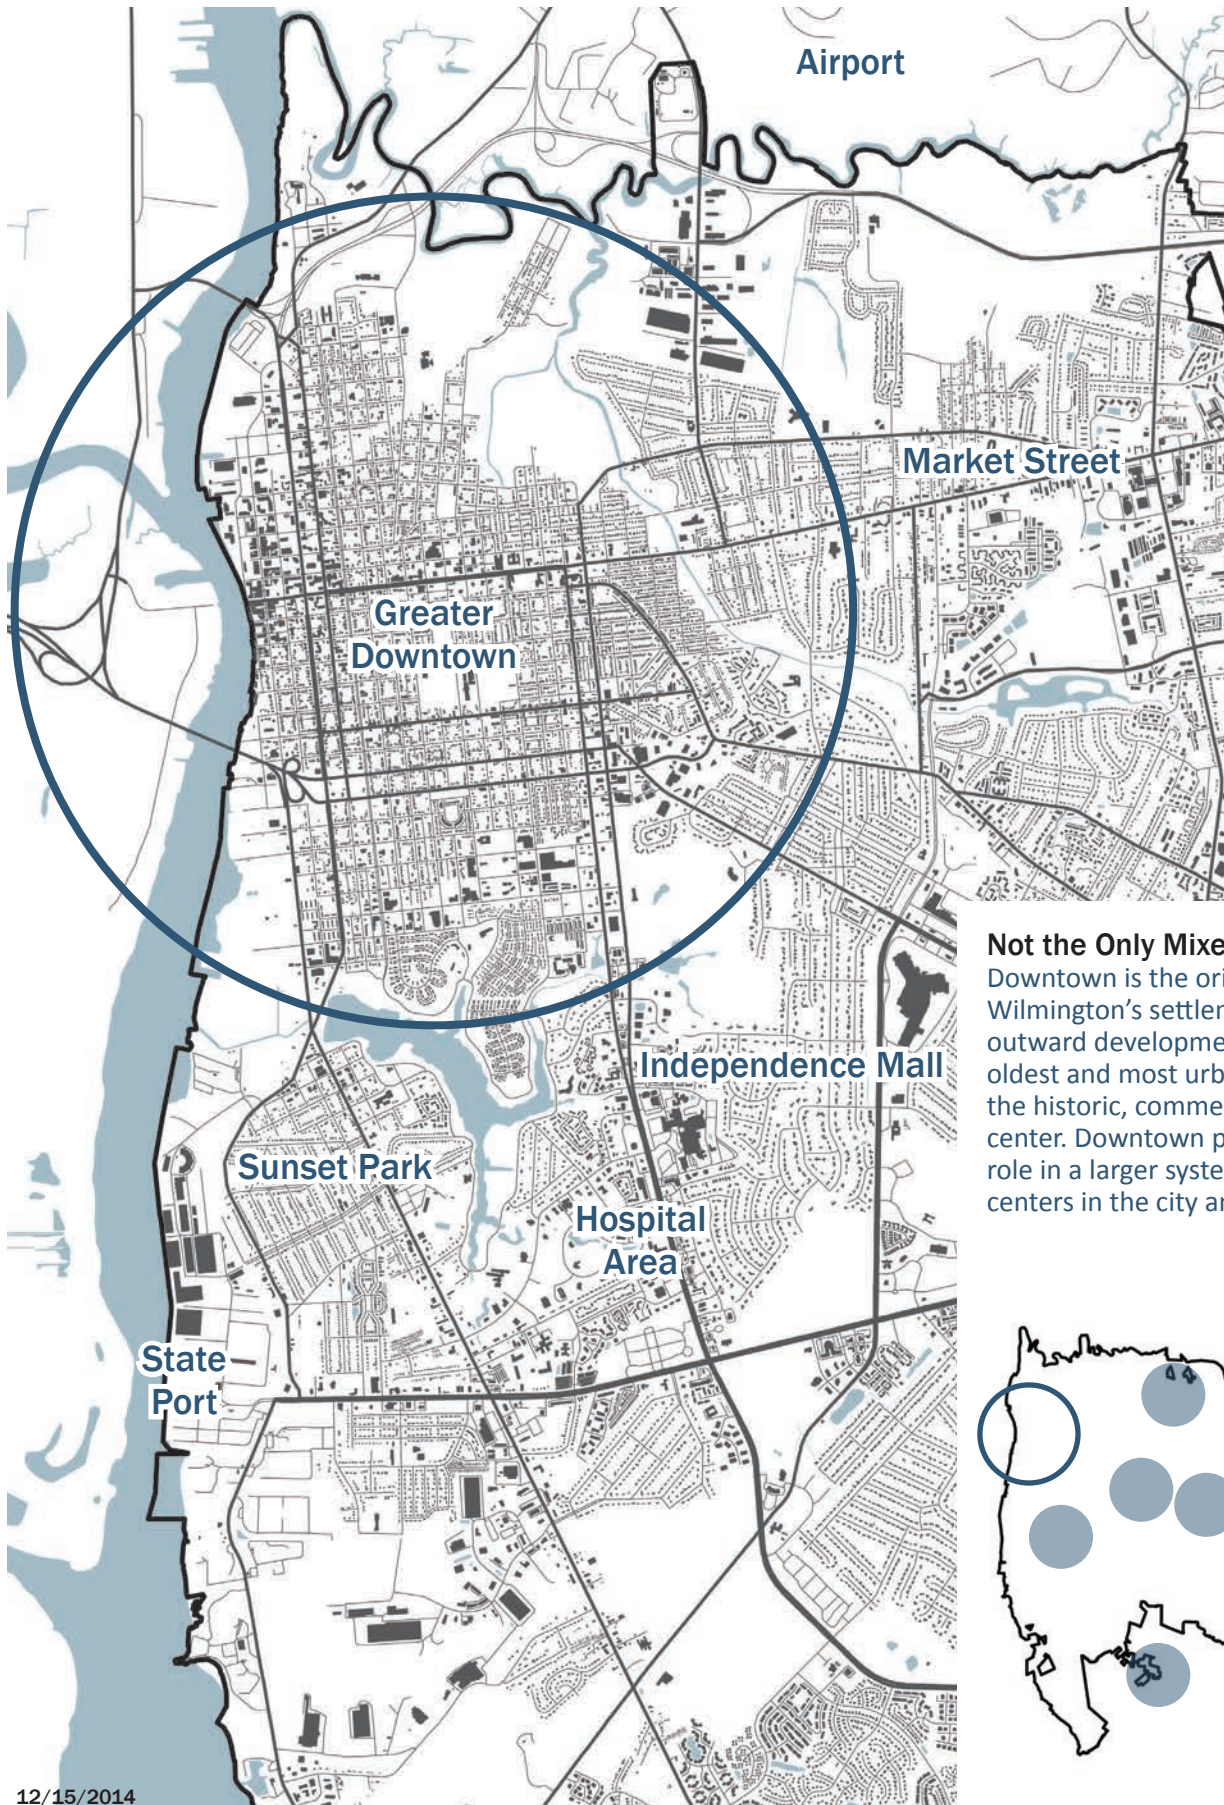 Airport
Market Street
Greater
Downtown
Not the Only Mixe
Downtown is the ori
Wilmington’s settlem
outward developme
oldest and most urb
the historic, comme
center. Downtown p
role in a larger syste
centers in the city an
Independence Mall
Sunset Park
Hospital
Area
State
Port
12/15/2014